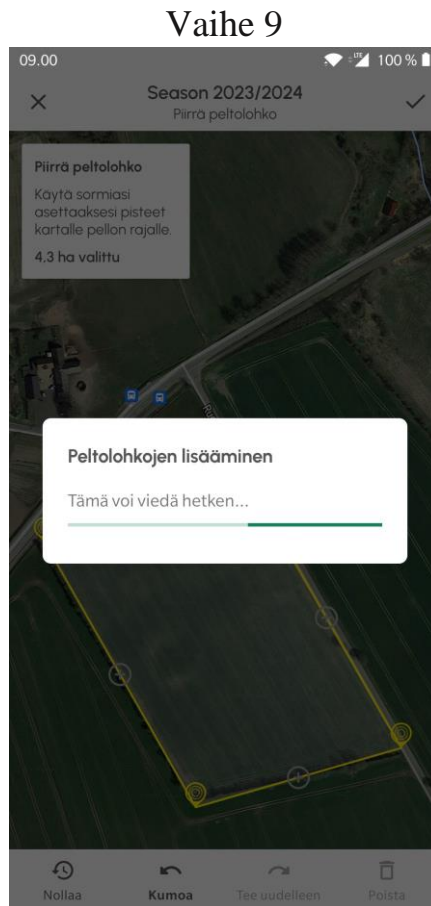 Vaihe 9
09.00
LTE
100 %
Season 2023/2024
Piirrä peltolohko
Piirrä peltolohko
Käytä sormiasi
asettaaksesi pisteet
kartalle pellon rajalle.
4,3 ha valittu
Peltolohkojen lisääminen
Tämä voi viedä hetken...
Nollaa
Kumoa
Tee uudelleen
Poista